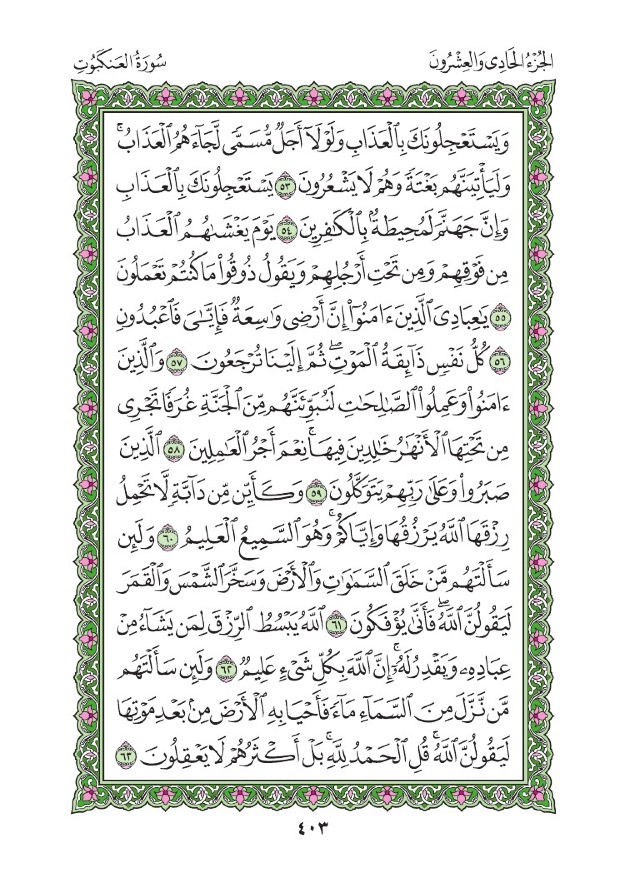 الجُزْءُ الحَادِى وَالعِشْرُونَ
سُورَةُ العَنكَبُوتِ
وَيَسْتَعْجِلُونَكَ بِٱلْعَذَابِ وَلَوْلَآ أَجَلٌ مُّسَمًّى لَّجَآءَهُمُ ٱلْعَذَابُۚ
وَلَيَأْتِيَنَّهُم بَغْتَةً وَهُمْ لَا يَشْعُرُونَ ٥٣ يَسْتَعْجِلُونَكَ بِٱلْعَذَابِ
وَإِنَّ جَهَنَّمَ لَمُحِيطَةٌۢ بِٱلْكَٰفِرِينَ ٥٤ يَوْمَ يَغْشَىٰهُمُ ٱلْعَذَابُ
مِن فَوْقِهِمْ وَمِن تَحْتِ أَرْجُلِهِمْ وَيَقُولُ ذُوقُوا۟ مَا كُنتُمْ تَعْمَلُونَ
٥٥ يَٰعِبَادِىَ ٱلَّذِينَ ءَامَنُوٓا۟ إِنَّ أَرْضِى وَٰسِعَةٌ فَإِيَّٰىَ فَٱعْبُدُونِ
٥٦ كُلُّ نَفْسٍ ذَآئِقَةُ ٱلْمَوْتِۖ ثُمَّ إِلَيْنَا تُرْجَعُونَ ٥٧ وَٱلَّذِينَ
ءَامَنُوا۟ وَعَمِلُوا۟ ٱلصَّٰلِحَٰتِ لَنُبَوِّئَنَّهُم مِّنَ ٱلْجَنَّةِ غُرَفًا تَجْرِى
مِن تَحْتِهَا ٱلْأَنْهَٰرُ خَٰلِدِينَ فِيهَاۚ نِعْمَ أَجْرُ ٱلْعَٰمِلِينَ ٥٨ ٱلَّذِينَ
صَبَرُوا۟ وَعَلَىٰ رَبِّهِمْ يَتَوَكَّلُونَ ٥٩ وَكَأَيِّن مِّن دَآبَّةٍ لَّا تَحْمِلُ
رِزْقَهَا ٱللَّهُ يَرْزُقُهَا وَإِيَّاكُمْۚ وَهُوَ ٱلسَّمِيعُ ٱلْعَلِيمُ ٦٠ وَلَئِن
سَأَلْتَهُم مَّنْ خَلَقَ ٱلسَّمَٰوَٰتِ وَٱلْأَرْضَ وَسَخَّرَ ٱلشَّمْسَ وَٱلْقَمَرَ
لَيَقُولُنَّ ٱللَّهُۖ فَأَنَّىٰ يُؤْفَكُونَ ٦١ ٱللَّهُ يَبْسُطُ ٱلرِّزْقَ لِمَن يَشَآءُ مِنْ
عِبَادِهِۦ وَيَقْدِرُ لَهُۥٓۚ إِنَّ ٱللَّهَ بِكُلِّ شَىْءٍ عَلِيمٌ ٦٢ وَلَئِن سَأَلْتَهُم
مَّن نَّزَّلَ مِنَ ٱلسَّمَآءِ مَآءً فَأَحْيَا بِهِ ٱلْأَرْضَ مِنۢ بَعْدِ مَوْتِهَا
لَيَقُولُنَّ ٱللَّهُۚ قُلِ ٱلْحَمْدُ لِلَّهِۚ بَلْ أَكْثَرُهُمْ لَا يَعْقِلُونَ ٦٣
٤٠٣